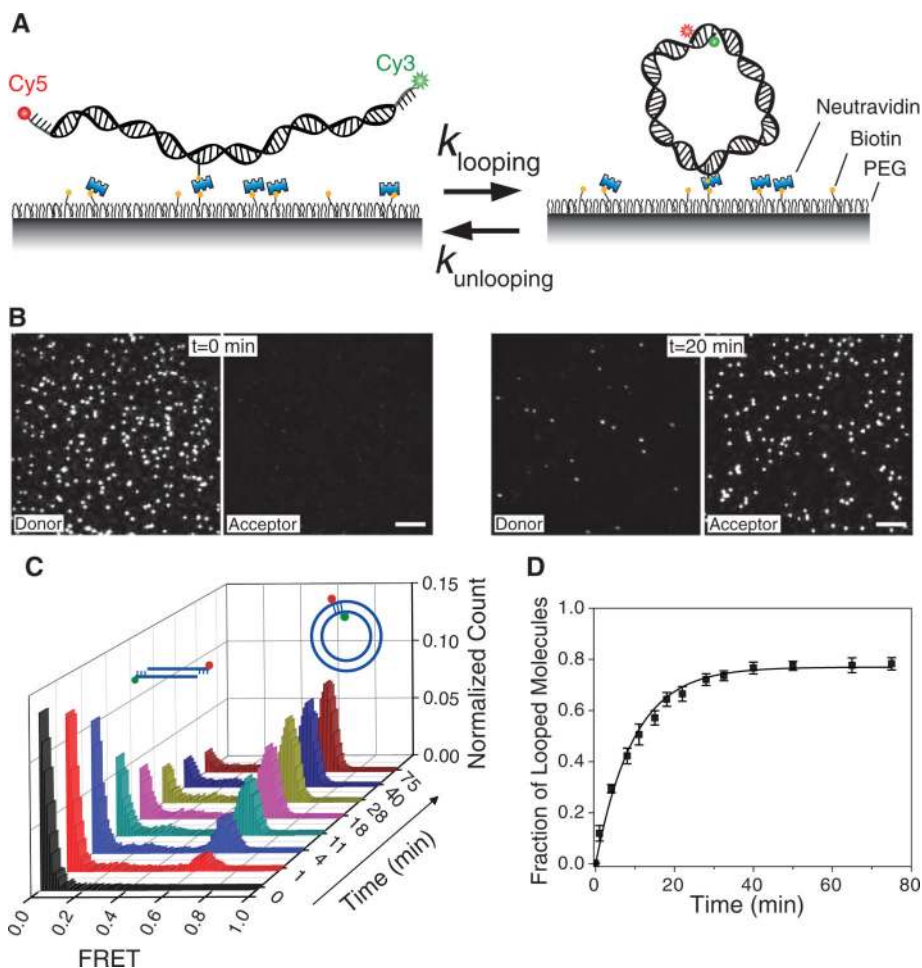 A
Cy5
Cy3
k looping
k unlooping
Neutravidin
Biotin
PEG
B
t=0 min
Donor
Acceptor
t=20 min
Donor
Acceptor
C
0.15
0.10
0.05
0.00
Normalized Count
75
40
28
18
11
4
1
0
Time (min)
0.0
0.2
0.4
0.6
0.8
1.0
FRET
D
1.0
0.8
0.6
0.4
0.2
0.0
Fraction of Looped Molecules
0 20 40 60 80
Time (min)